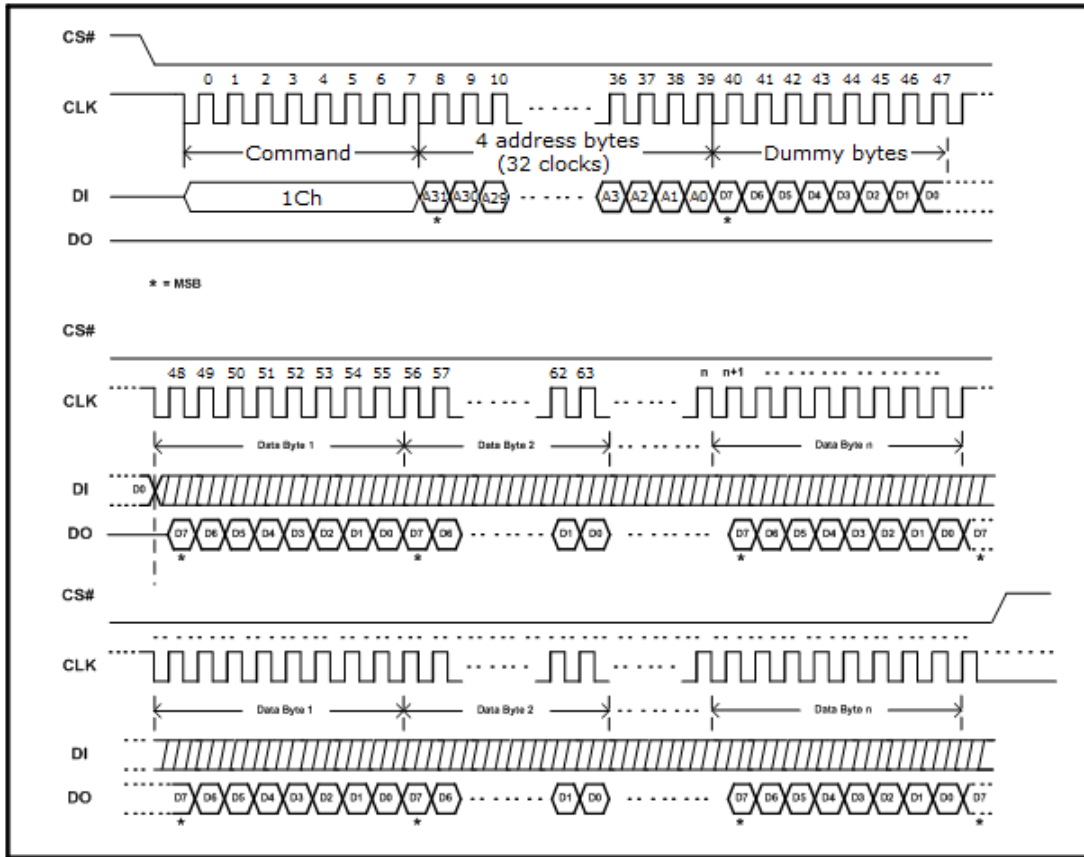 CS#
0 1 2 3 4 5 6 7 8 9 10 36 37 38 39 40 41 42 43 44 45 46 47
CLK
Command 4 address bytes (32 clocks) Dummy bytes
DI 1Ch A31 A30 A29 A3 A2 A1 A0 D7 D6 D5 D4 D3 D2 D1 D0
* *
DO
* = MSB
CS#
48 49 50 51 52 53 54 55 56 57 62 63 n n+1
CLK
Data Byte 1 Data Byte 2 Data Byte n
DI D0
DO D7 D6 D5 D4 D3 D2 D1 D0 D7 D6 D1 D0 D7 D6 D5 D4 D3 D2 D1 D0 D7
* * * *
CS#
CLK
Data Byte 1 Data Byte 2 Data Byte n
DI
DO D7 D6 D5 D4 D3 D2 D1 D0 D7 D6 D1 D0 D7 D6 D5 D4 D3 D2 D1 D0 D7
* * * *